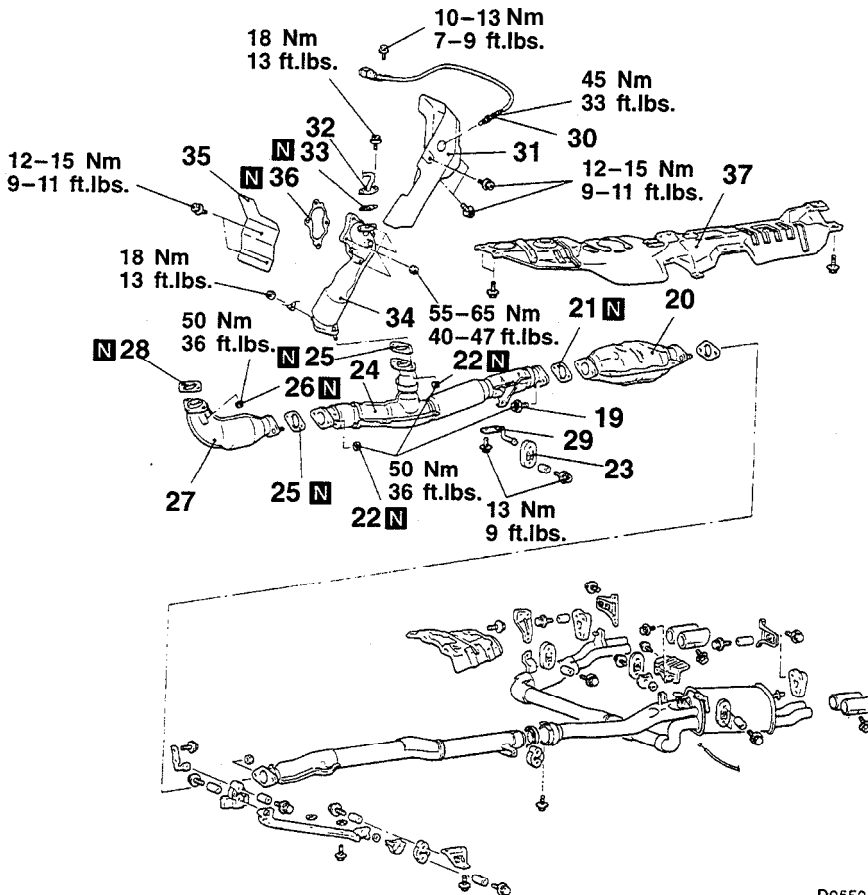 10–13 Nm
7–9 ft.lbs.
18 Nm
13 ft.lbs.
45 Nm
33 ft.lbs.
30
32
N 33
31
35
12–15 Nm
9–11 ft.lbs.
N 36
12–15 Nm
9–11 ft.lbs.
37
18 Nm
13 ft.lbs.
34
55–65 Nm
40–47 ft.lbs.
21 N
20
50 Nm
36 ft.lbs.
N 28
N 25
22 N
24
26 N
19
29
23
27
25 N
50 Nm
36 ft.lbs.
22 N
13 Nm
9 ft.lbs.